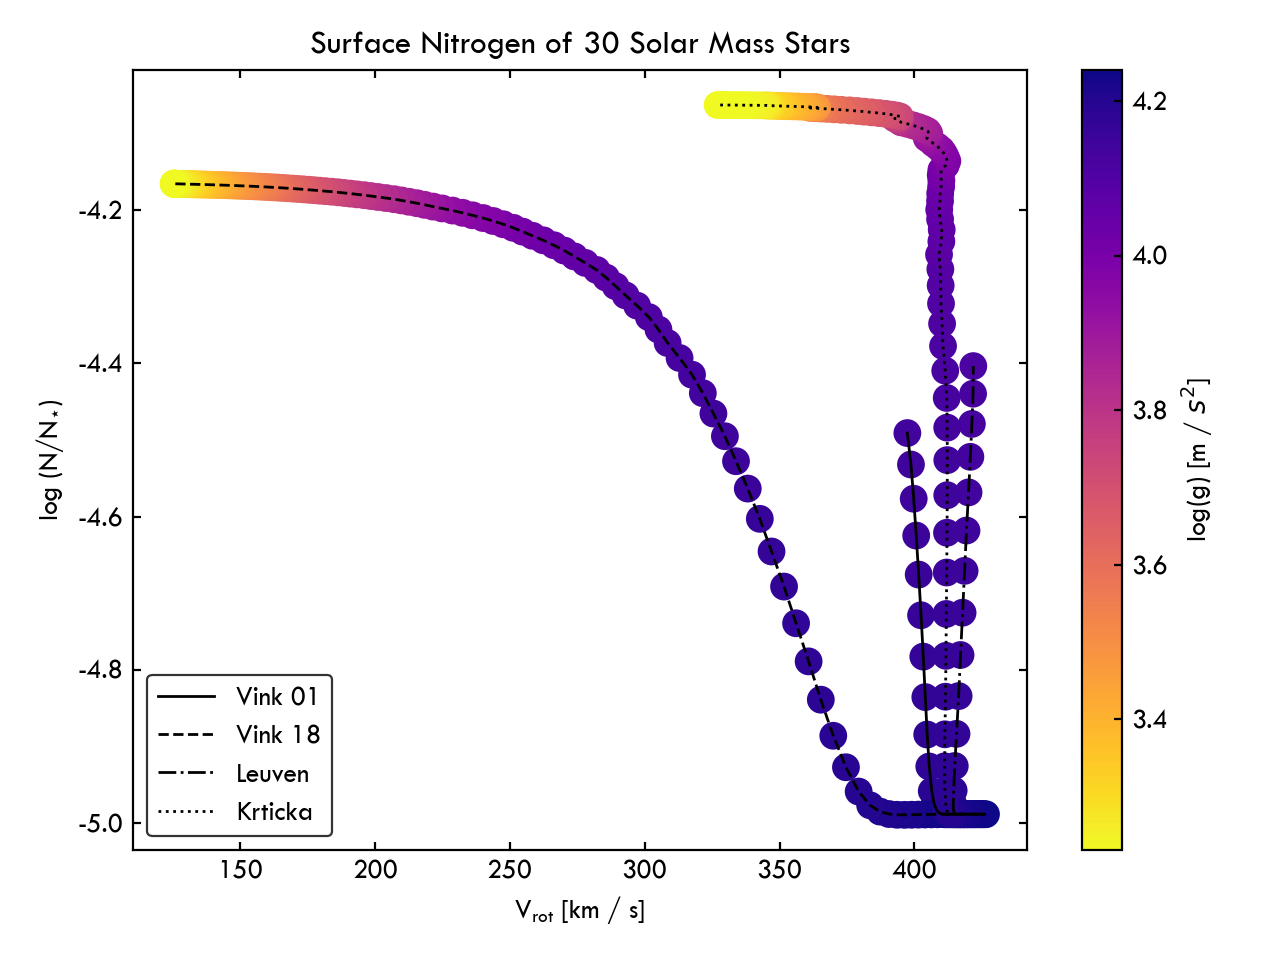 Surface Nitrogen of 30 Solar Mass Stars
-4.2
-4.4
-4.6
-4.8
-5.0
log (N/N⋆)
Vink 01
Vink 18
Leuven
Krticka
150 200 250 300 350 400
V_rot [km / s]
4.2
4.0
3.8
3.6
3.4
log(g) [m / s²]